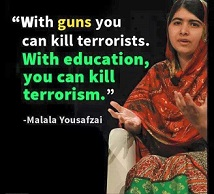 “With guns you
can kill terrorists.
With education,
you can kill
terrorism.”
-Malala Yousafzai